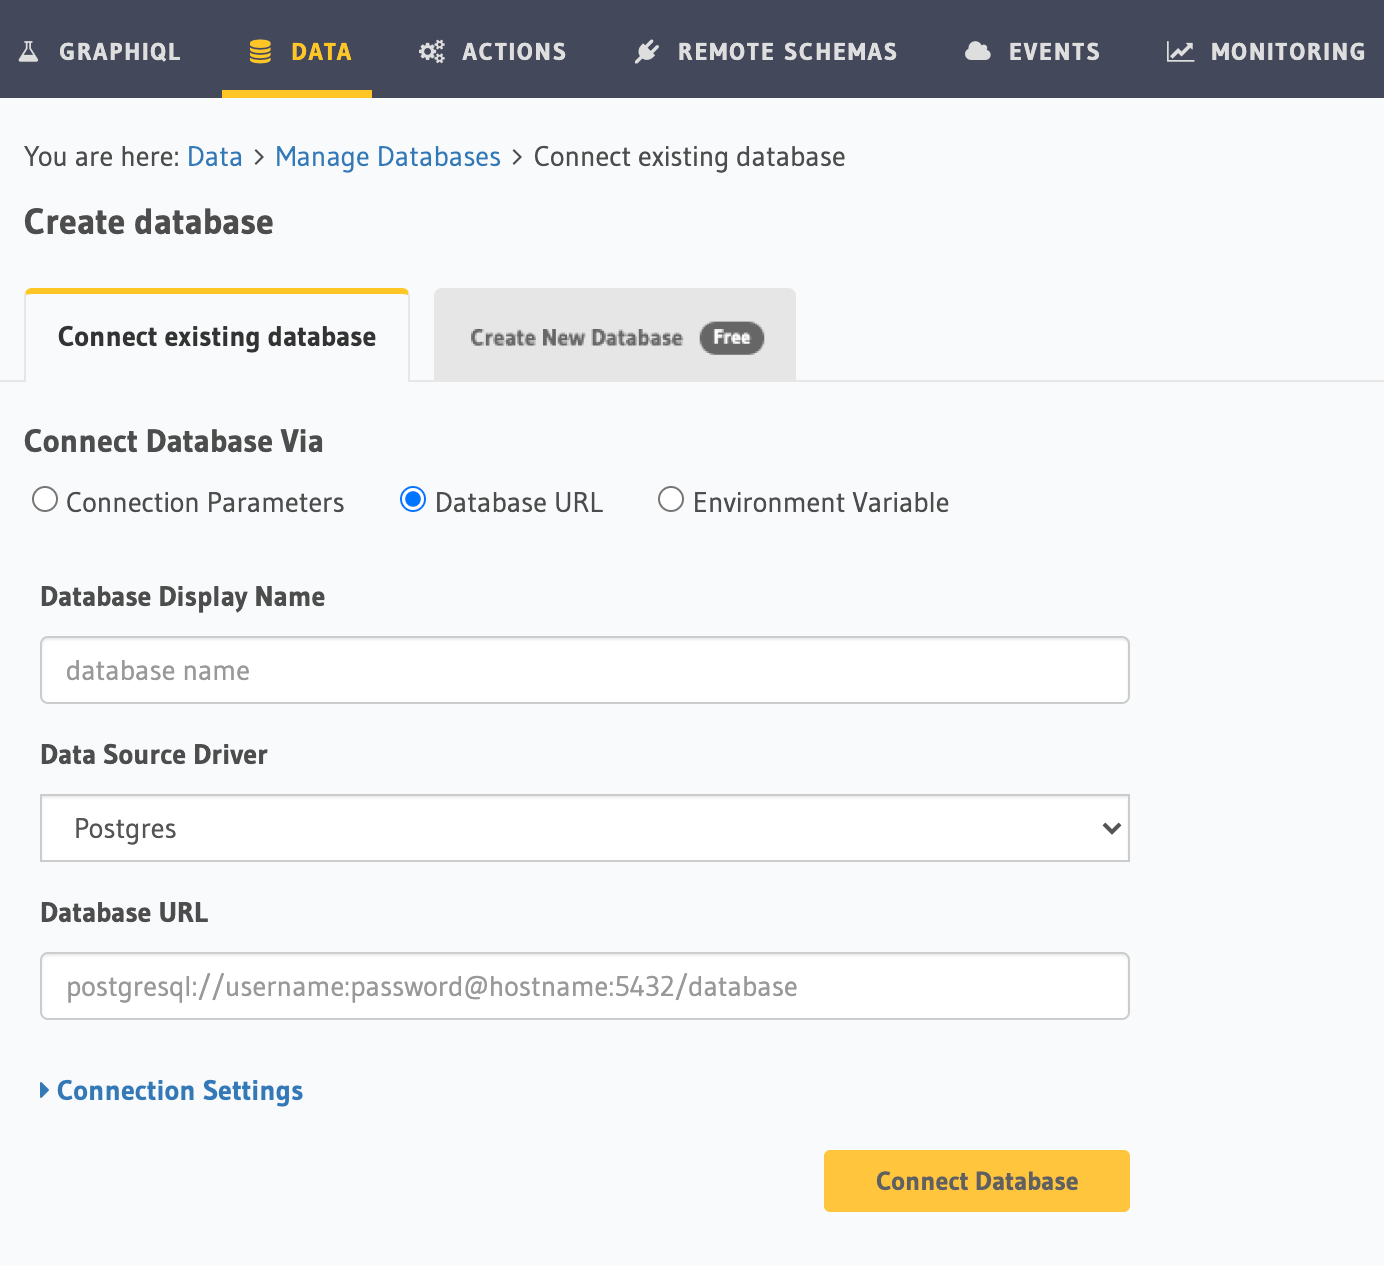 GRAPHIQL DATA ACTIONS REMOTE SCHEMAS EVENTS MONITORING
You are here: Data > Manage Databases > Connect existing database
Create database
Connect existing database Create New Database Free
Connect Database Via
Connection Parameters Database URL Environment Variable
Database Display Name
database name
Data Source Driver
Postgres
Database URL
postgresql://username:password@hostname:5432/database
Connection Settings
Connect Database